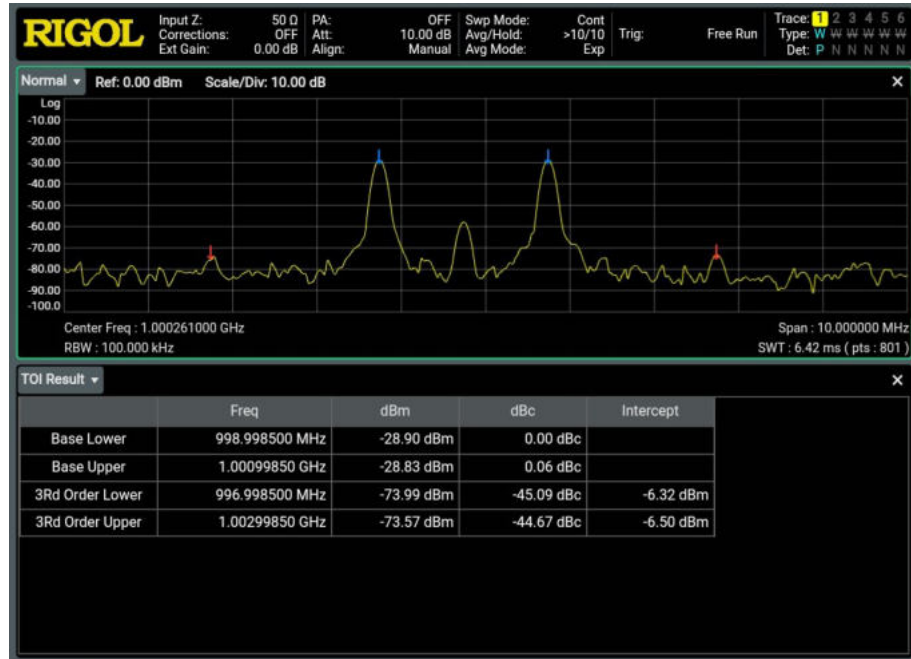 RIGOL
Input Z: 50 Ω PA: OFF Swp Mode: Cont Trace: 1 2 3 4 5 6
Corrections: OFF Att: 10.00 dB Avg/Hold: >10/10 Trig: Free Run Type: W W W W W W
Ext Gain: 0.00 dB Align: Manual Avg Mode: Exp Det: P N N N N N
Normal Ref: 0.00 dBm Scale/Div: 10.00 dB
Log
-10.00
-20.00
-30.00
-40.00
-50.00
-60.00
-70.00
-80.00
-90.00
-100.0
Center Freq : 1.000261000 GHz Span : 10.000000 MHz
RBW : 100.000 kHz SWT : 6.42 ms ( pts : 801 )
TOI Result
Freq dBm dBc Intercept
Base Lower 998.998500 MHz -28.90 dBm 0.00 dBc
Base Upper 1.00099850 GHz -28.83 dBm 0.06 dBc
3Rd Order Lower 996.998500 MHz -73.99 dBm -45.09 dBc -6.32 dBm
3Rd Order Upper 1.00299850 GHz -73.57 dBm -44.67 dBc -6.50 dBm